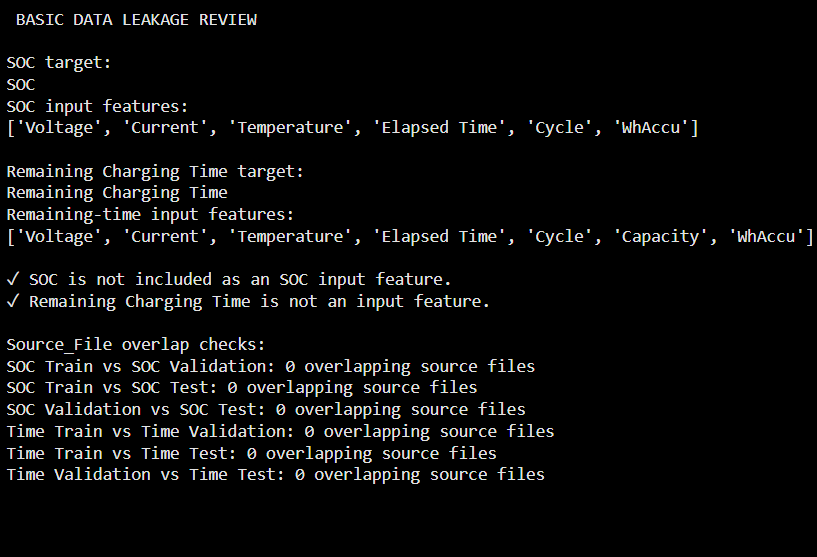 BASIC DATA LEAKAGE REVIEW
SOC target:
SOC
SOC input features:
['Voltage', 'Current', 'Temperature', 'Elapsed Time', 'Cycle', 'WhAccu']
Remaining Charging Time target:
Remaining Charging Time
Remaining-time input features:
['Voltage', 'Current', 'Temperature', 'Elapsed Time', 'Cycle', 'Capacity', 'WhAccu']
✓ SOC is not included as an SOC input feature.
✓ Remaining Charging Time is not an input feature.
Source_File overlap checks:
SOC Train vs SOC Validation: 0 overlapping source files
SOC Train vs SOC Test: 0 overlapping source files
SOC Validation vs SOC Test: 0 overlapping source files
Time Train vs Time Validation: 0 overlapping source files
Time Train vs Time Test: 0 overlapping source files
Time Validation vs Time Test: 0 overlapping source files